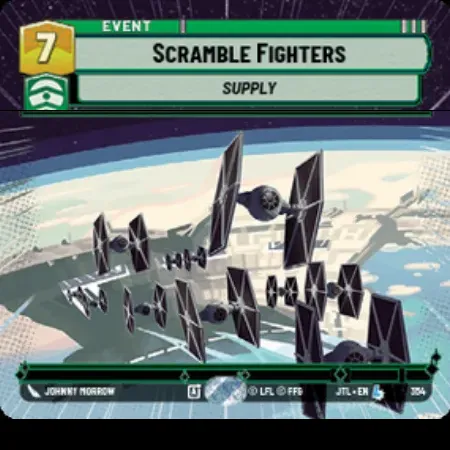 EVENT
7
SCRAMBLE FIGHTERS
SUPPLY
JOHNNY MORROW
© LFL © FFG
JTL • EN
354